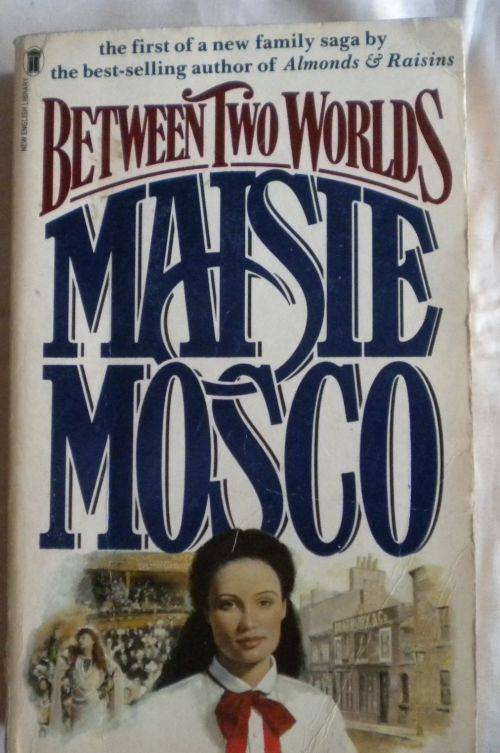 the first of a new family saga by
the best-selling author of Almonds & Raisins
NEW ENGLISH LIBRARY
BETWEEN TWO WORLDS
MAISIE
MOSCO